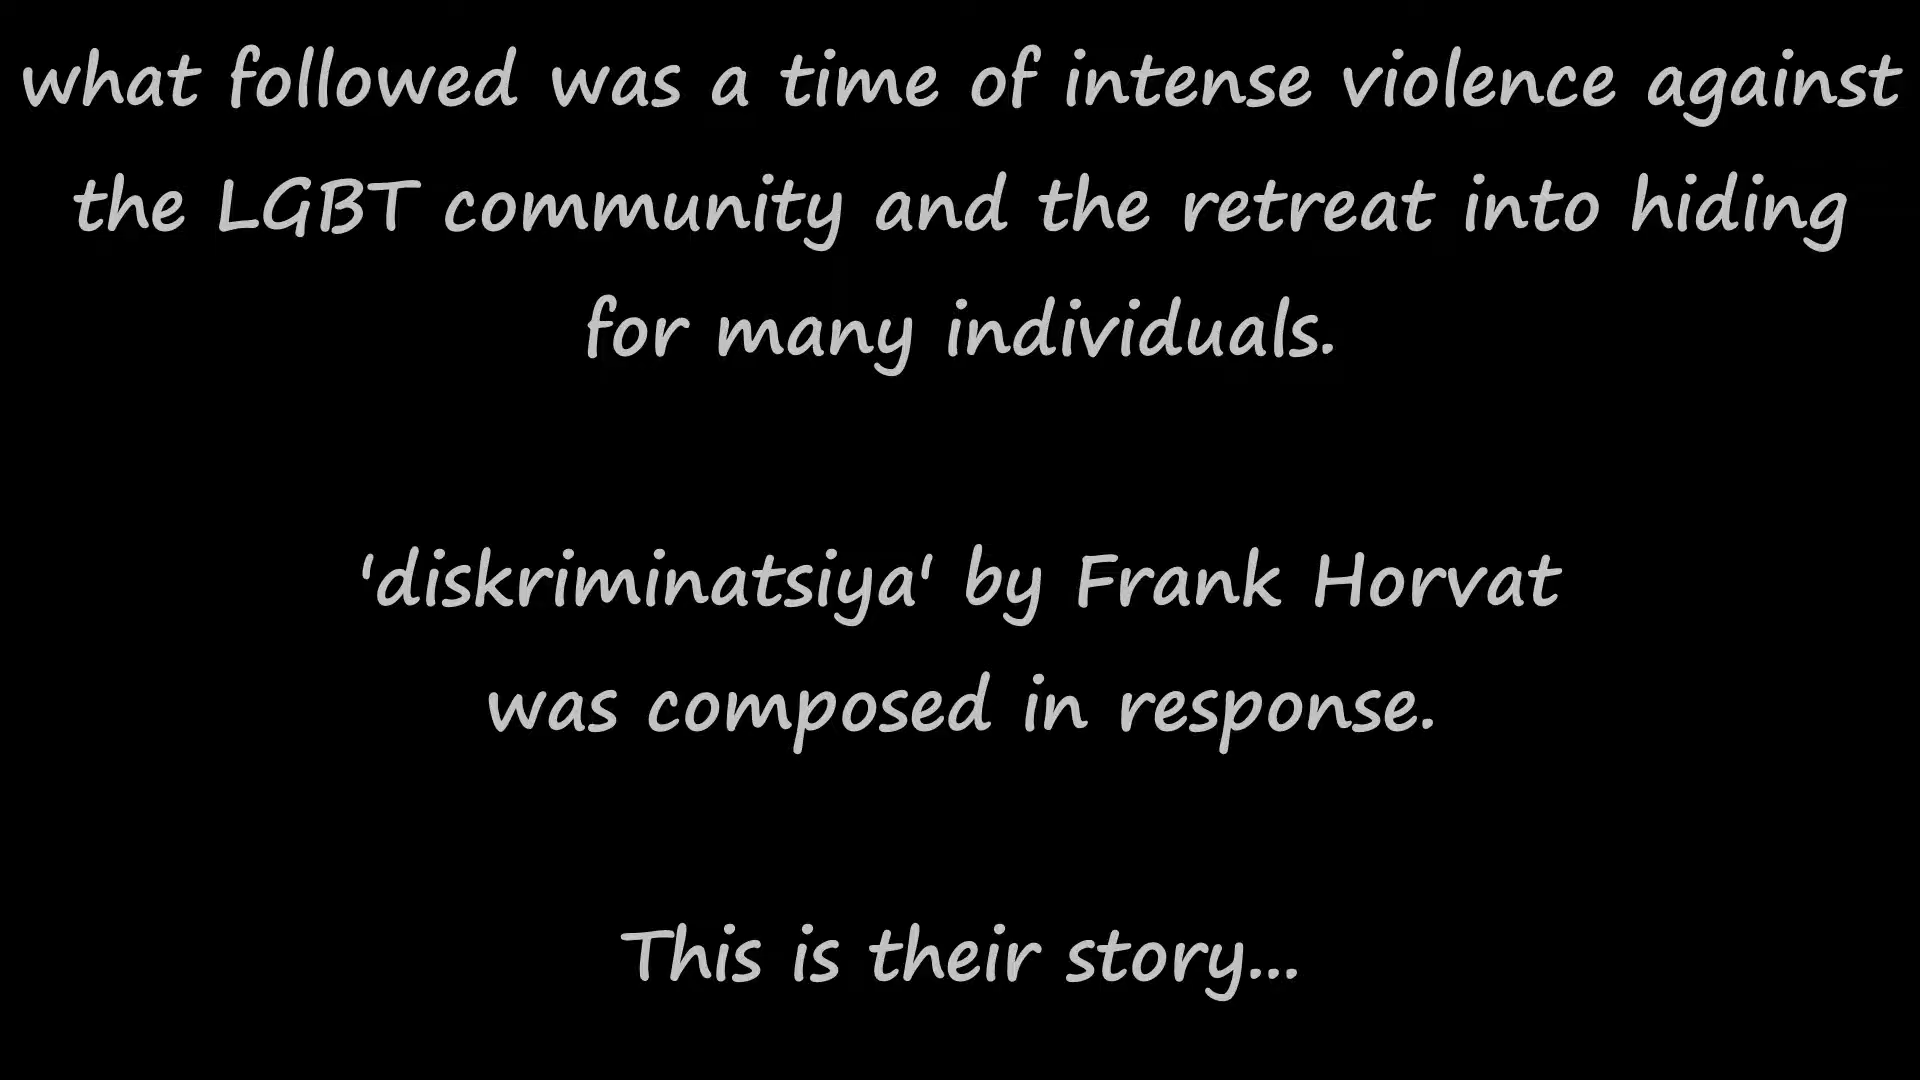 what followed was a time of intense violence against
the LGBT community and the retreat into hiding
for many individuals.
'diskriminatsiya' by Frank Horvat
was composed in response.
This is their story...